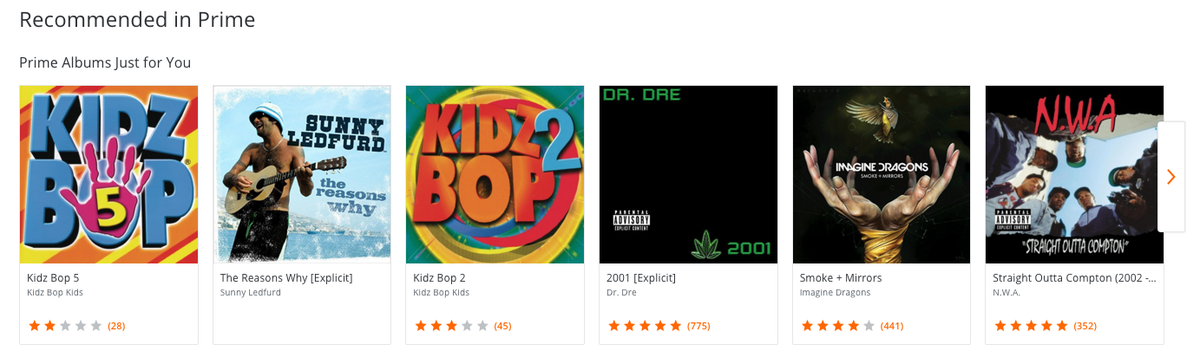 Recommended in Prime
Prime Albums Just for You
KIDZ
BOP
5
®
Kidz Bop 5
Kidz Bop Kids
(28)
SUNNY
LEDFURD
the
reasons
why
The Reasons Why [Explicit]
Sunny Ledfurd
KIDZ
BOP
2
Kidz Bop 2
Kidz Bop Kids
(45)
DR. DRE
PARENTAL
ADVISORY
EXPLICIT CONTENT
2001
2001 [Explicit]
Dr. Dre
(775)
IMAGINE DRAGONS
SMOKE + MIRRORS
Smoke + Mirrors
Imagine Dragons
(441)
N.W.A
PARENTAL
ADVISORY
EXPLICIT CONTENT
"STRAIGHT OUTTA COMPTON"
Straight Outta Compton (2002 -...
N.W.A.
(352)